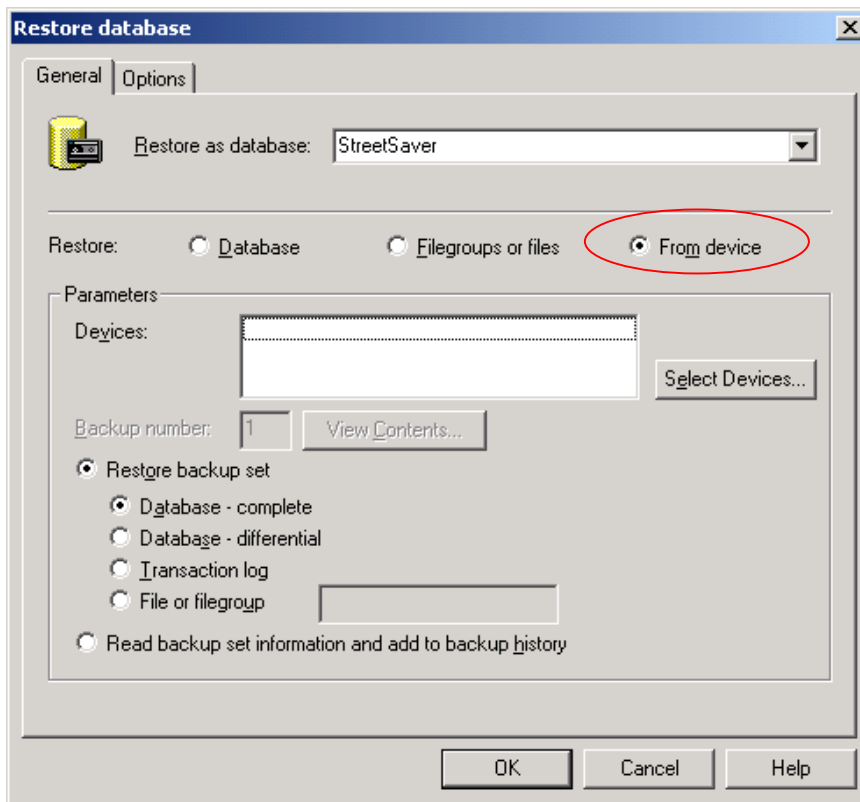 Restore database
General Options
Restore as database: StreetSaver
Restore: Database Filegroups or files From device
Parameters
Devices:
Select Devices...
Backup number: 1 View Contents...
Restore backup set
Database - complete
Database - differential
Transaction log
File or filegroup
Read backup set information and add to backup history
OK Cancel Help